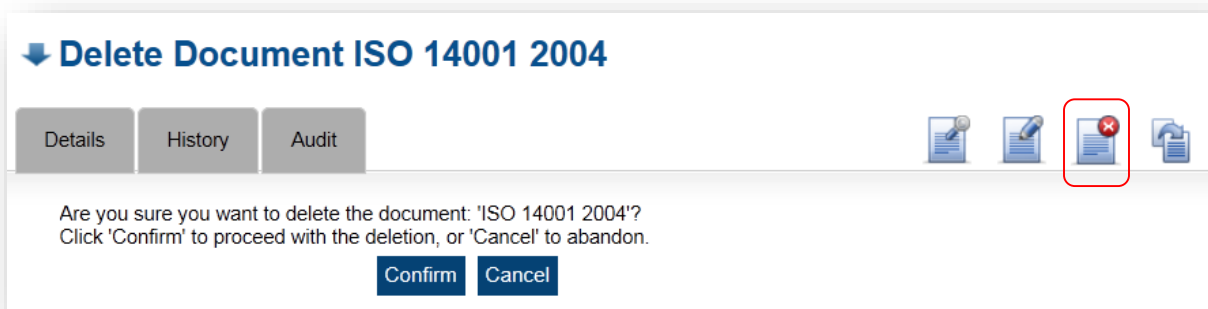 Delete Document ISO 14001 2004
Details History Audit
Are you sure you want to delete the document: 'ISO 14001 2004'?
Click 'Confirm' to proceed with the deletion, or 'Cancel' to abandon.
Confirm Cancel